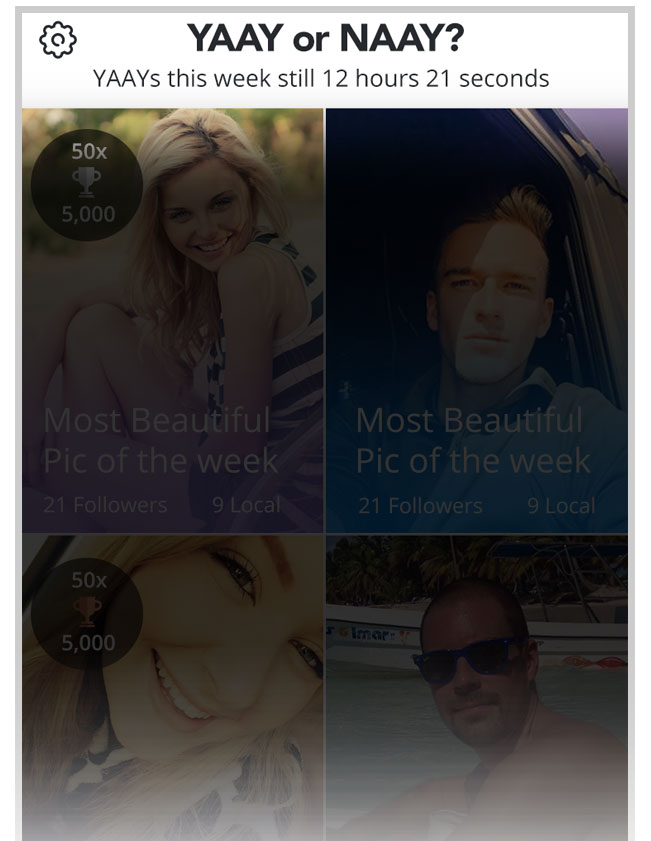 YAAY or NAAY?
YAAYs this week still 12 hours 21 seconds
50x
5,000
Most Beautiful
Pic of the week
21 Followers 9 Local
Most Beautiful
Pic of the week
21 Followers 9 Local
50x
5,000